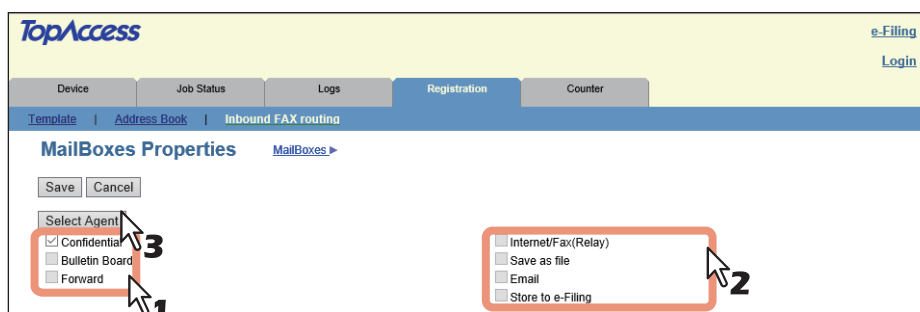 TopAccess
e-Filing
Login
Device Job Status Logs Registration Counter
Template | Address Book | Inbound FAX routing
MailBoxes Properties MailBoxes
Save Cancel
Select Agent
3
Confidential
Bulletin Board
Forward
1
Internet/Fax(Relay)
Save as file
Email
Store to e-Filing
2